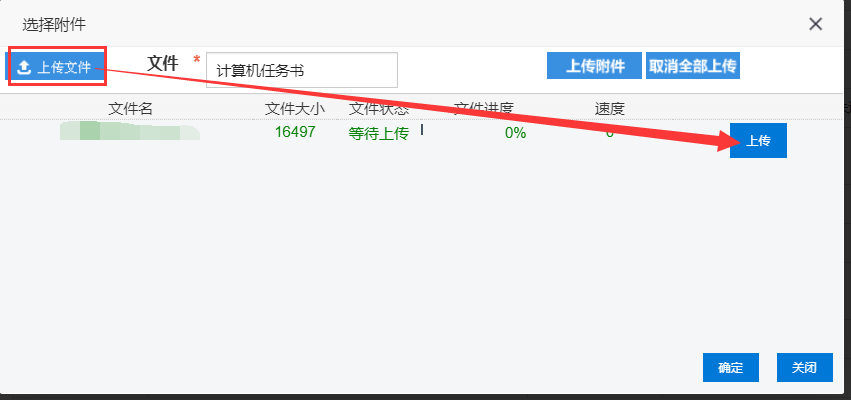 选择附件
上传文件 文件 * 计算机任务书 上传附件 取消全部上传
文件名 文件大小 文件状态 文件进度 速度
16497 等待上传 0% 0 上传
确定 关闭